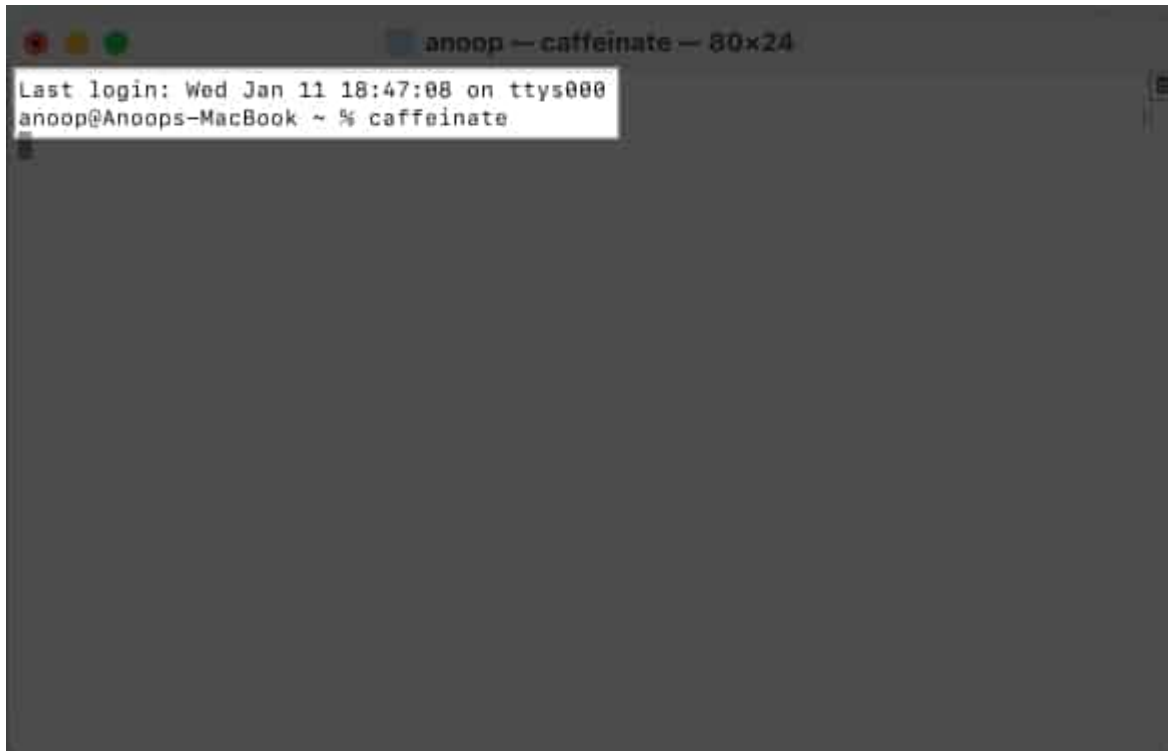 anoop — caffeinate — 80×24
Last login: Wed Jan 11 18:47:08 on ttys000
anoop@Anoops-MacBook ~ % caffeinate